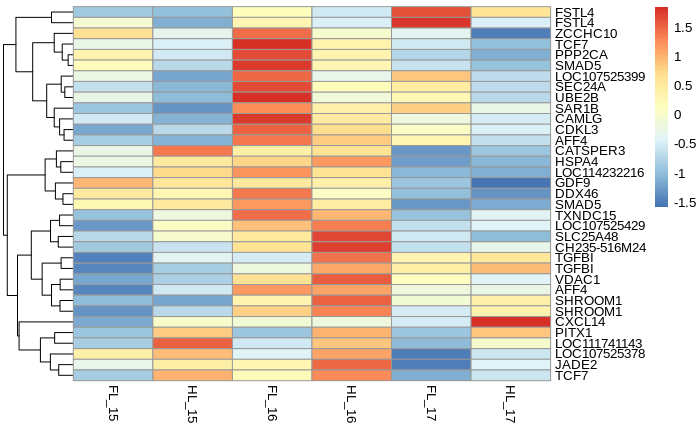 FSTL4
FSTL4
ZCCHC10
TCF7
PPP2CA
SMAD5
LOC107525399
SEC24A
UBE2B
SAR1B
CAMLG
CDKL3
AFF4
CATSPER3
HSPA4
LOC114232216
GDF9
DDX46
SMAD5
TXNDC15
LOC107525429
SLC25A48
CH235-516M24
TGFBI
TGFBI
VDAC1
AFF4
SHROOM1
SHROOM1
CXCL14
PITX1
LOC111741143
LOC107525378
JADE2
TCF7
FL_15
HL_15
FL_16
HL_16
FL_17
HL_17
1.5
1
0.5
0
-0.5
-1
-1.5